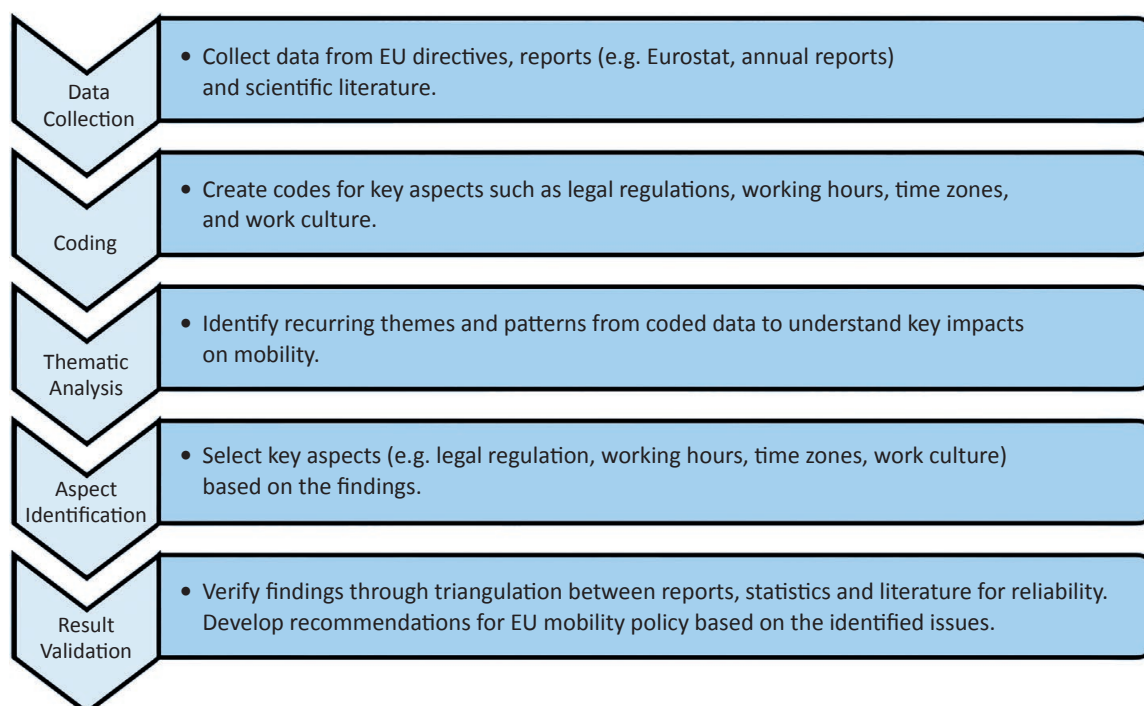 Data
Collection
• Collect data from EU directives, reports (e.g. Eurostat, annual reports)
and scientific literature.
Coding
• Create codes for key aspects such as legal regulations, working hours, time zones,
and work culture.
Thematic
Analysis
• Identify recurring themes and patterns from coded data to understand key impacts
on mobility.
Aspect
Identification
• Select key aspects (e.g. legal regulation, working hours, time zones, work culture)
based on the findings.
Result
Validation
• Verify findings through triangulation between reports, statistics and literature for reliability.
Develop recommendations for EU mobility policy based on the identified issues.